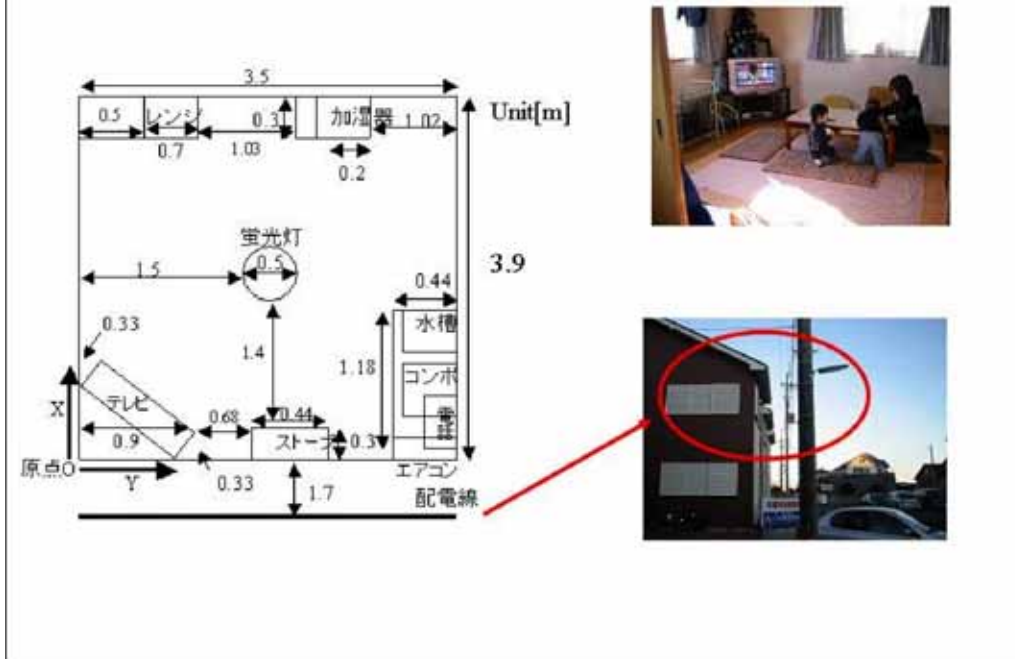 3.5
0.5
レンジ
0.3
加湿器
1.02
Unit[m]
0.7
1.03
0.2
蛍光灯
0.5
1.5
3.9
0.44
水槽
0.33
1.4
1.18
コンポ
X
テレビ
0.68
0.44
電話
0.9
ストーブ
0.3
原点O
Y
0.33
1.7
エアコン
配電線